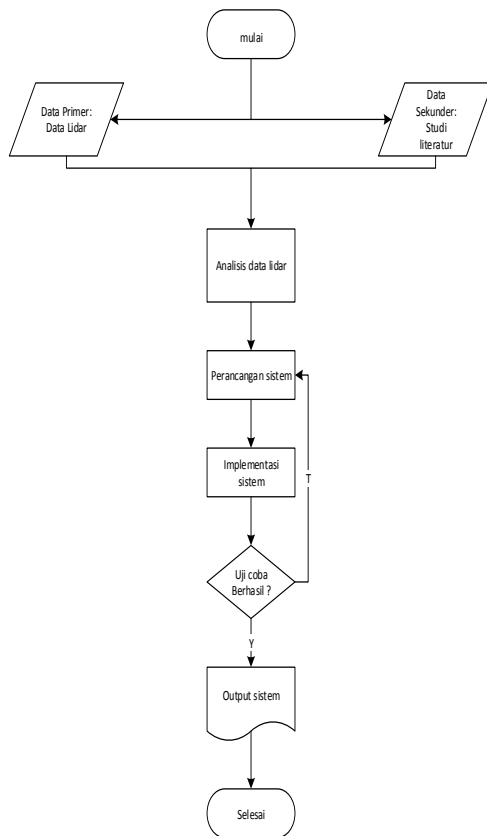 mulai
Data Primer:
Data Lidar
Data
Sekunder:
Studi
literatur
Analisis data lidar
Perancangan sistem
Implementasi
sistem
T
Uji coba
Berhasil ?
Y
Output sistem
Selesai